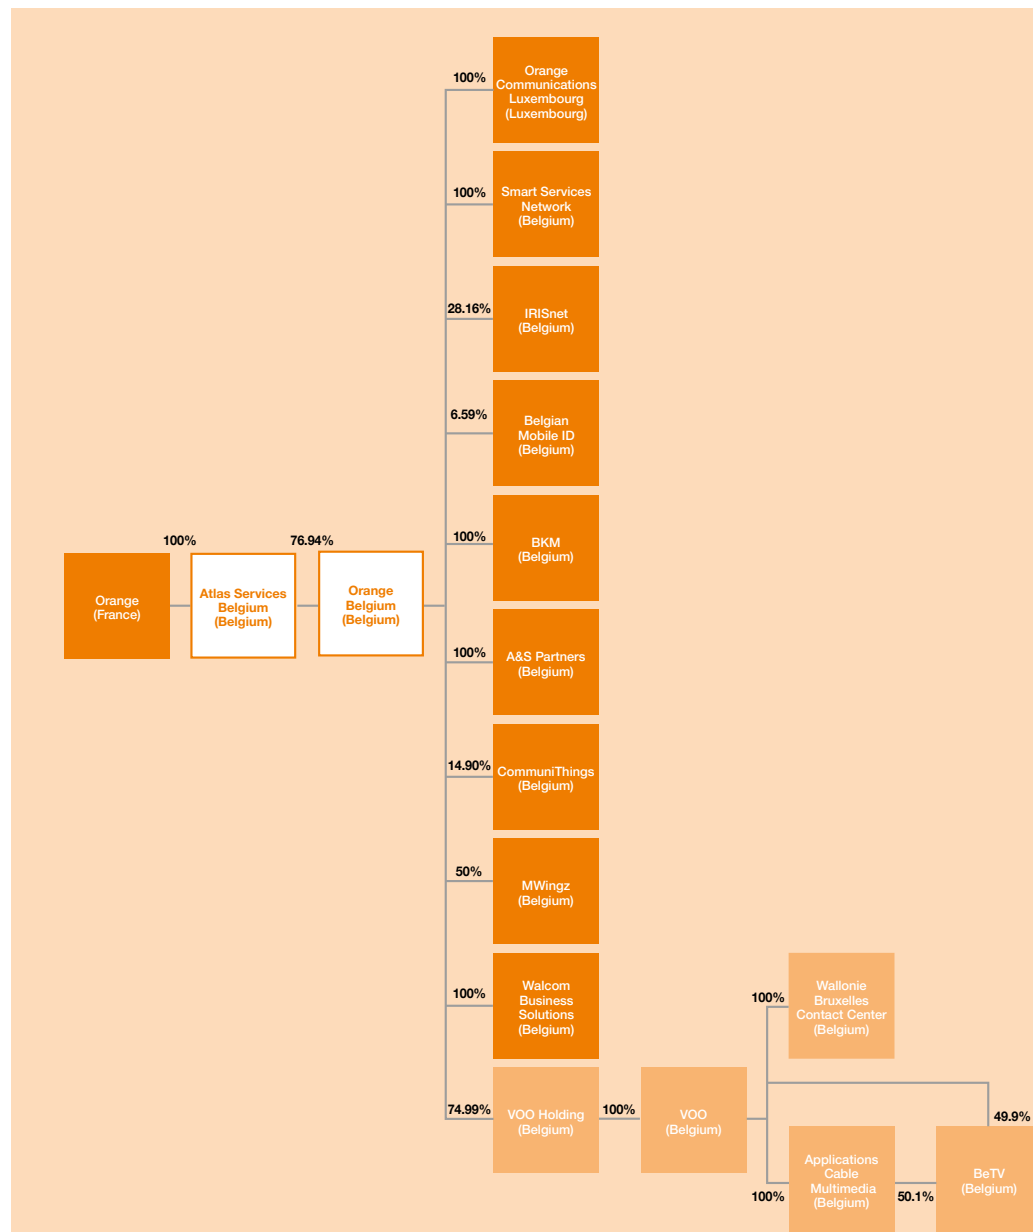 100%
Orange
Communications
Luxembourg
(Luxembourg)
100%
Smart Services
Network
(Belgium)
28.16%
IRISnet
(Belgium)
6.59%
Belgian
Mobile ID
(Belgium)
100%
BKM
(Belgium)
Orange
(France)
100%
Atlas Services
Belgium
(Belgium)
76.94%
Orange
Belgium
(Belgium)
100%
A&S Partners
(Belgium)
14.90%
CommuniThings
(Belgium)
50%
MWingz
(Belgium)
100%
Walcom
Business
Solutions
(Belgium)
74.99%
VOO Holding
(Belgium)
100%
VOO
(Belgium)
100%
Wallonie
Bruxelles
Contact Center
(Belgium)
100%
Applications
Cable
Multimedia
(Belgium)
50.1%
49.9%
BeTV
(Belgium)